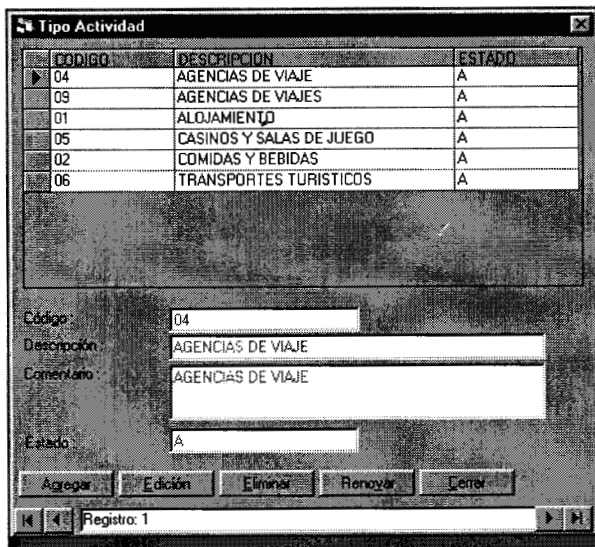 Tipo Actividad
CODIGO DESCRIPCION ESTADO
04 AGENCIAS DE VIAJE A
09 AGENCIAS DE VIAJES A
01 ALOJAMIENTO A
05 CASINOS Y SALAS DE JUEGO A
02 COMIDAS Y BEBIDAS A
06 TRANSPORTES TURISTICOS A
Código : 04
Descripción : AGENCIAS DE VIAJE
Comentario : AGENCIAS DE VIAJE
Estado : A
Agregar Edición Eliminar Renovar Cerrar
Registro: 1